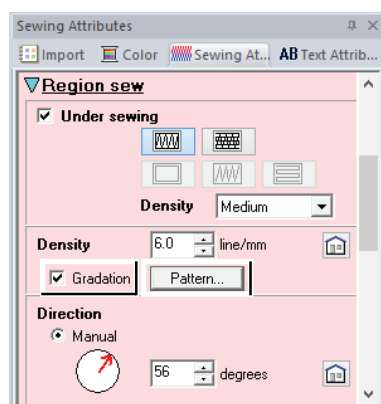 Sewing Attributes
Import Color Sewing At... AB Text Attrib...
Region sew
Under sewing
Density Medium
Density 6.0 line/mm
Gradation Pattern...
Direction
Manual
56 degrees